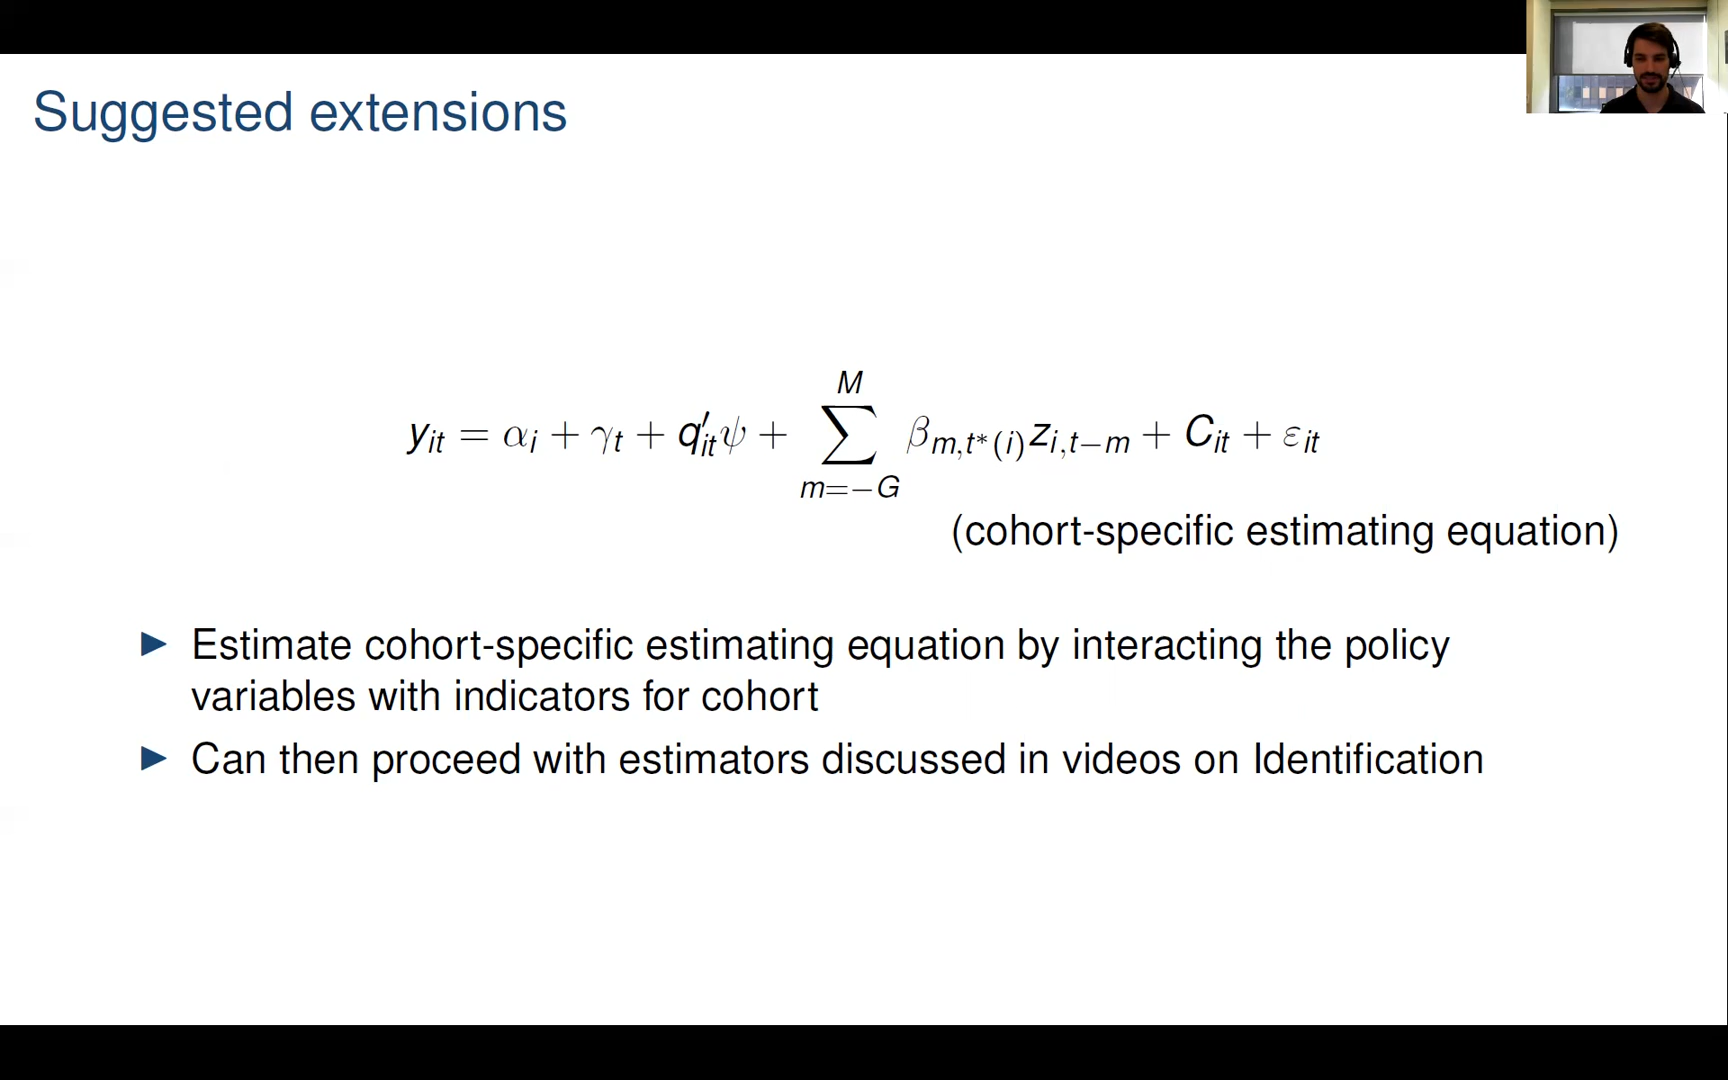 Suggested extensions
y_{it} = α_i + γ_t + q′_{it}ψ + \sum_{m=−G}^{M} β_{m,t*(i)} z_{i,t−m} + C_{it} + ε_{it}
(cohort-specific estimating equation)
► Estimate cohort-specific estimating equation by interacting the policy
variables with indicators for cohort
► Can then proceed with estimators discussed in videos on Identification